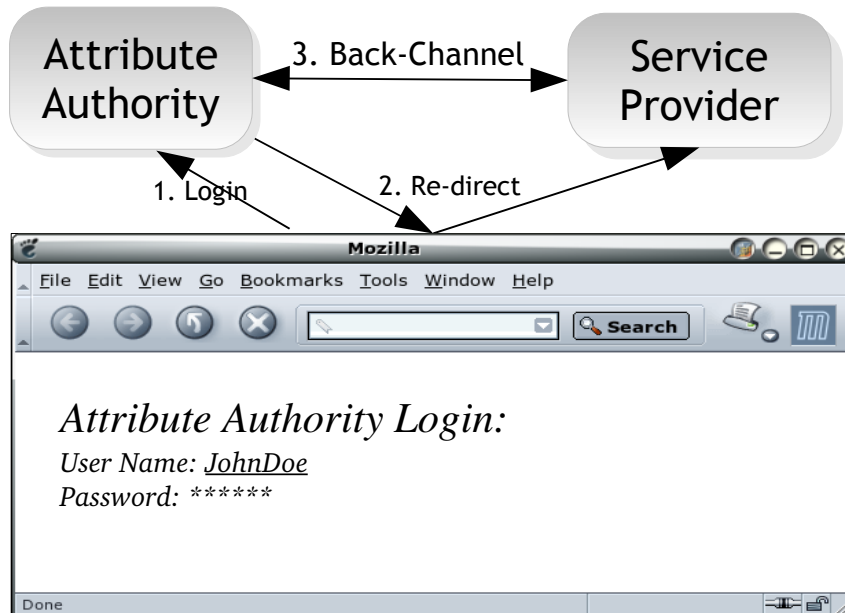 Attribute
Authority
3. Back-Channel
Service
Provider
1. Login
2. Re-direct
Mozilla
File Edit View Go Bookmarks Tools Window Help
Search
Attribute Authority Login:
User Name: JohnDoe
Password: ******
Done